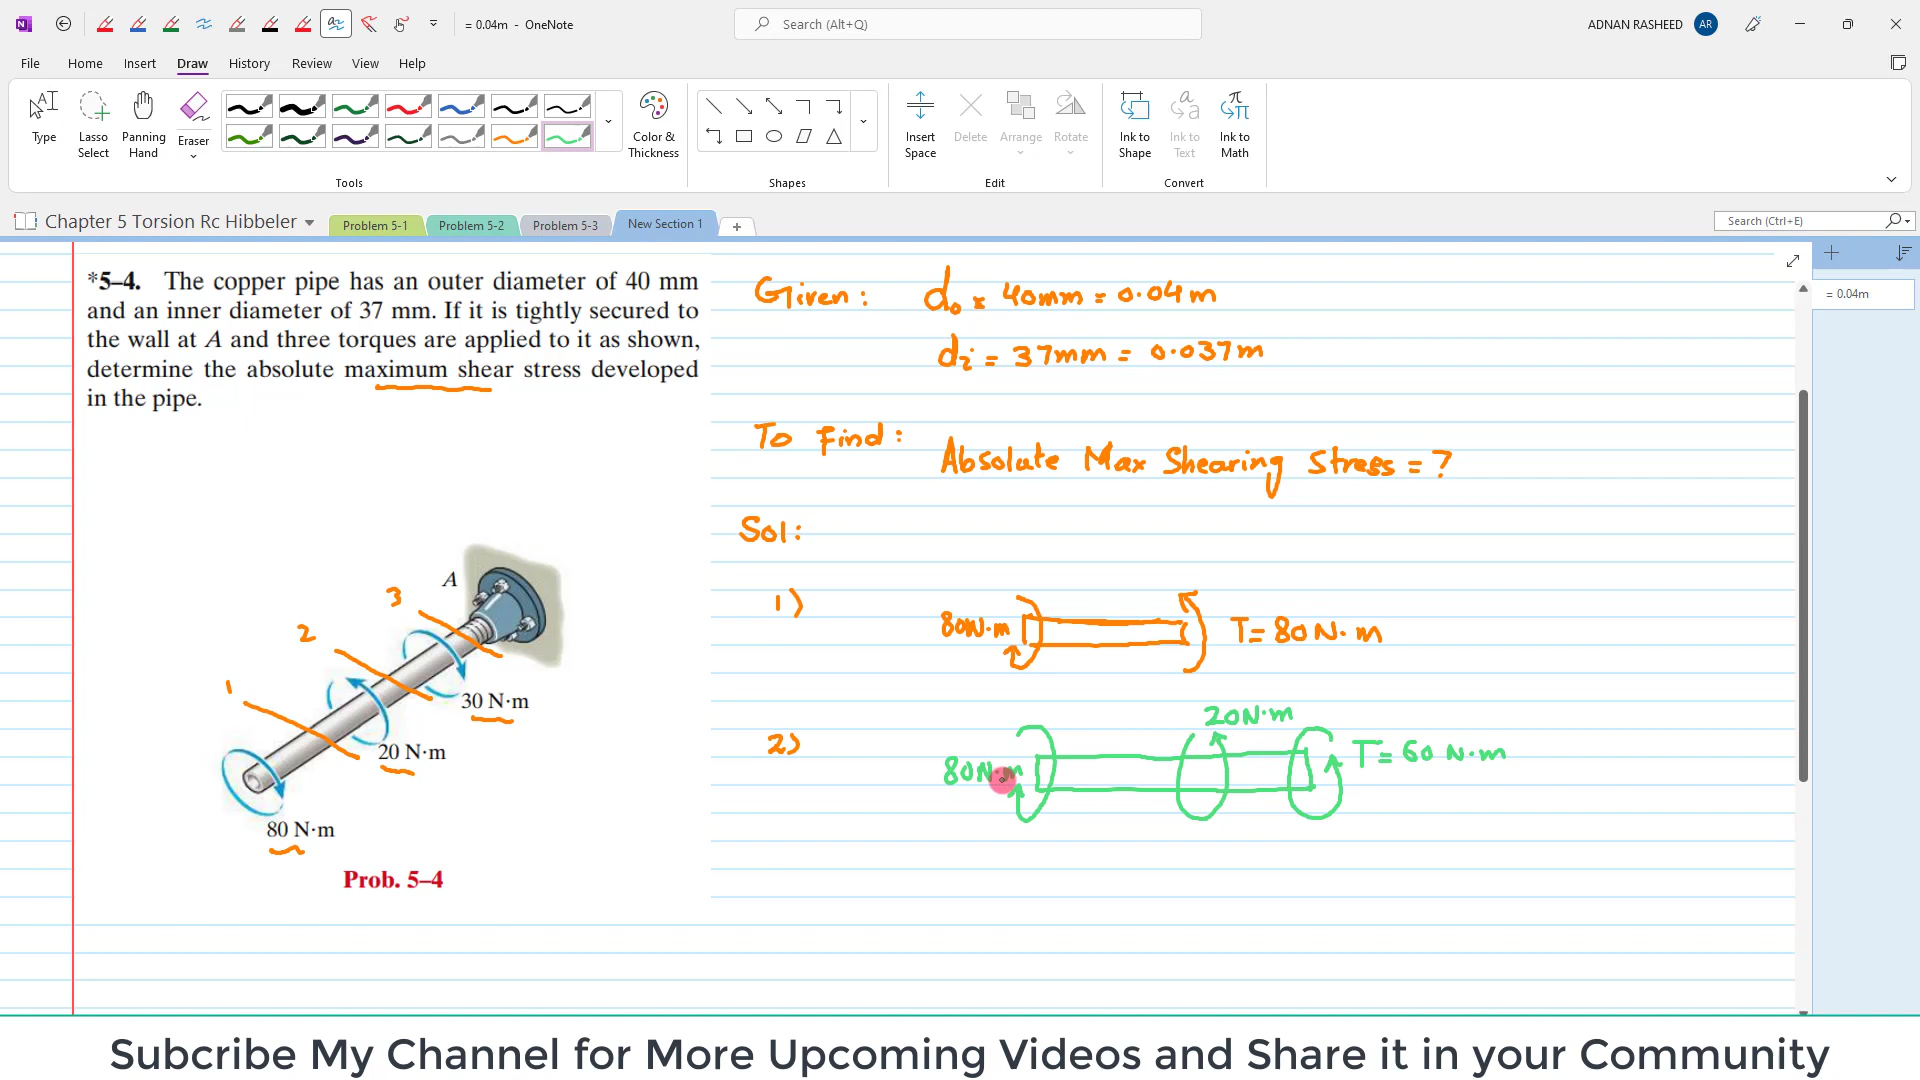 = 0.04m - OneNote
Search (Alt+Q)
ADNAN RASHEED
AR
File Home Insert Draw History Review View Help
Type
Lasso Select
Panning Hand
Eraser
Color & Thickness
Insert Space
Delete
Arrange
Rotate
Ink to Shape
Ink to Text
Ink to Math
Tools
Shapes
Edit
Convert
Chapter 5 Torsion Rc Hibbeler
Problem 5-1
Problem 5-2
Problem 5-3
New Section 1
Search (Ctrl+E)
= 0.04m
*5–4. The copper pipe has an outer diameter of 40 mm
and an inner diameter of 37 mm. If it is tightly secured to
the wall at A and three torques are applied to it as shown,
determine the absolute maximum shear stress developed
in the pipe.
A
3
2
1
30 N·m
20 N·m
80 N·m
Prob. 5–4
Given: do = 40mm = 0.04m
di = 37mm = 0.037m
To Find: Absolute Max Shearing Stress = ?
Sol:
1) 80N·m T= 80 N·m
2) 80N·m 20N·m T= 60 N·m
Subcribe My Channel for More Upcoming Videos and Share it in your Community